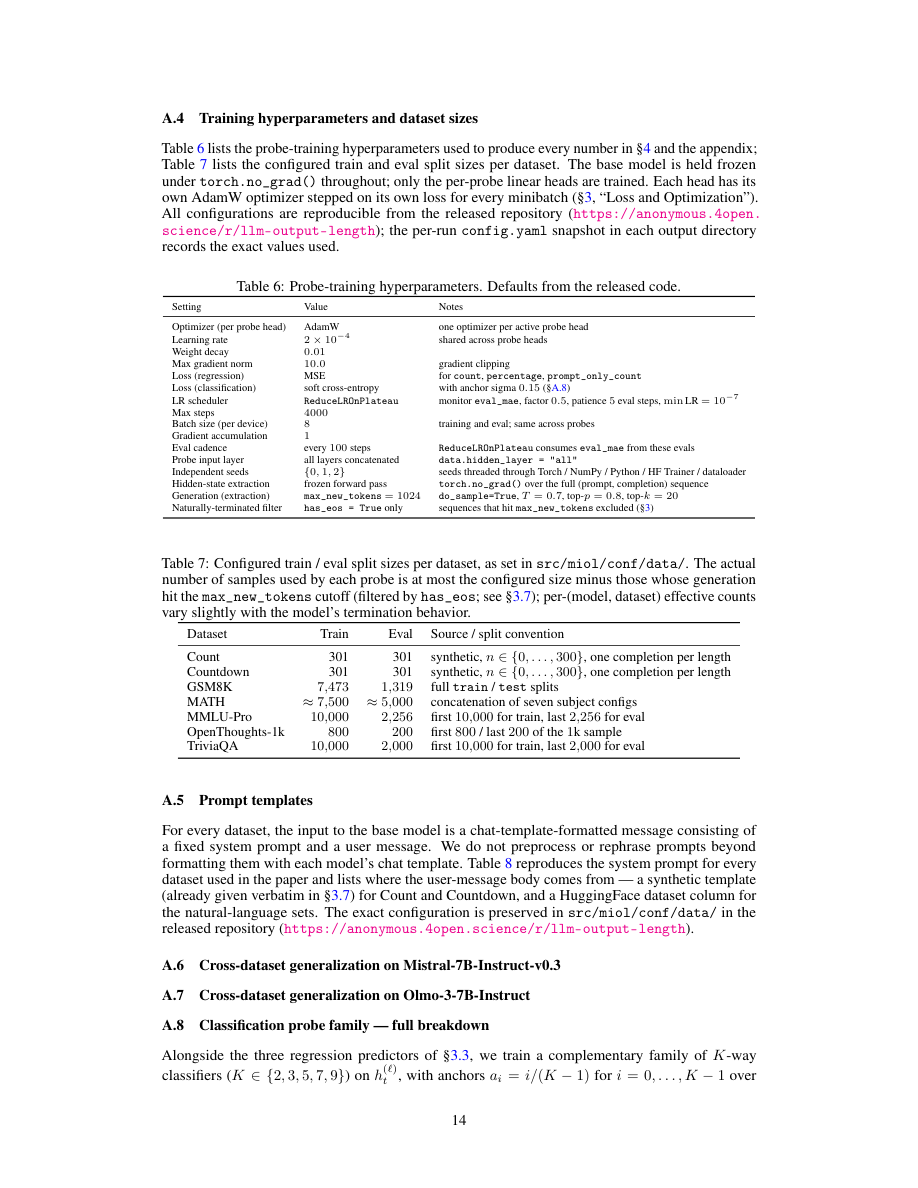 A.4 Training hyperparameters and dataset sizes
Table 6 lists the probe-training hyperparameters used to produce every number in §4 and the appendix;
Table 7 lists the configured train and eval split sizes per dataset. The base model is held frozen
under torch.no_grad() throughout; only the per-probe linear heads are trained. Each head has its
own AdamW optimizer stepped on its own loss for every minibatch (§3, “Loss and Optimization”).
All configurations are reproducible from the released repository (https://anonymous.4open.
science/r/llm-output-length); the per-run config.yaml snapshot in each output directory
records the exact values used.
Table 6: Probe-training hyperparameters. Defaults from the released code.
Setting Value Notes
Optimizer (per probe head) AdamW one optimizer per active probe head
Learning rate 2 × 10⁻⁴ shared across probe heads
Weight decay 0.01
Max gradient norm 10.0 gradient clipping
Loss (regression) MSE for count, percentage, prompt_only_count
Loss (classification) soft cross-entropy with anchor sigma 0.15 (§A.8)
LR scheduler ReduceLROnPlateau monitor eval_mae, factor 0.5, patience 5 eval steps, min LR = 10⁻⁷
Max steps 4000
Batch size (per device) 8 training and eval; same across probes
Gradient accumulation 1
Eval cadence every 100 steps ReduceLROnPlateau consumes eval_mae from these evals
Probe input layer all layers concatenated data.hidden_layer = "all"
Independent seeds {0, 1, 2} seeds threaded through Torch / NumPy / Python / HF Trainer / dataloader
Hidden-state extraction frozen forward pass torch.no_grad() over the full (prompt, completion) sequence
Generation (extraction) max_new_tokens = 1024 do_sample=True, T = 0.7, top-p = 0.8, top-k = 20
Naturally-terminated filter has_eos = True only sequences that hit max_new_tokens excluded (§3)
Table 7: Configured train / eval split sizes per dataset, as set in src/miol/conf/data/. The actual
number of samples used by each probe is at most the configured size minus those whose generation
hit the max_new_tokens cutoff (filtered by has_eos; see §3.7); per-(model, dataset) effective counts
vary slightly with the model’s termination behavior.
Dataset Train Eval Source / split convention
Count 301 301 synthetic, n ∈ {0, . . . , 300}, one completion per length
Countdown 301 301 synthetic, n ∈ {0, . . . , 300}, one completion per length
GSM8K 7,473 1,319 full train / test splits
MATH ≈ 7,500 ≈ 5,000 concatenation of seven subject configs
MMLU-Pro 10,000 2,256 first 10,000 for train, last 2,256 for eval
OpenThoughts-1k 800 200 first 800 / last 200 of the 1k sample
TriviaQA 10,000 2,000 first 10,000 for train, last 2,000 for eval
A.5 Prompt templates
For every dataset, the input to the base model is a chat-template-formatted message consisting of
a fixed system prompt and a user message. We do not preprocess or rephrase prompts beyond
formatting them with each model’s chat template. Table 8 reproduces the system prompt for every
dataset used in the paper and lists where the user-message body comes from — a synthetic template
(already given verbatim in §3.7) for Count and Countdown, and a HuggingFace dataset column for
the natural-language sets. The exact configuration is preserved in src/miol/conf/data/ in the
released repository (https://anonymous.4open.science/r/llm-output-length).
A.6 Cross-dataset generalization on Mistral-7B-Instruct-v0.3
A.7 Cross-dataset generalization on Olmo-3-7B-Instruct
A.8 Classification probe family — full breakdown
Alongside the three regression predictors of §3.3, we train a complementary family of K-way
classifiers (K ∈ {2, 3, 5, 7, 9}) on h_t^(ℓ), with anchors a_i = i/(K − 1) for i = 0, . . . , K − 1 over
14